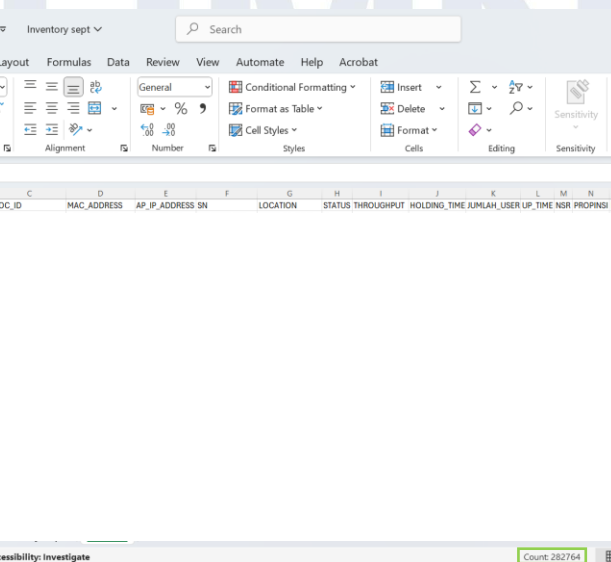 Inventory sept
Search
Layout Formulas Data Review View Automate Help Acrobat
General
Conditional Formatting
Insert
Format as Table
Delete
Sensitivity
Cell Styles
Format
Alignment Number Styles Cells Editing Sensitivity
C D E F G H I J K L M N
OC_ID MAC_ADDRESS AP_IP_ADDRESS SN LOCATION STATUS THROUGHPUT HOLDING_TIME JUMLAH_USER UP_TIME NSR PROPINSI
cessibility: Investigate Count: 282764